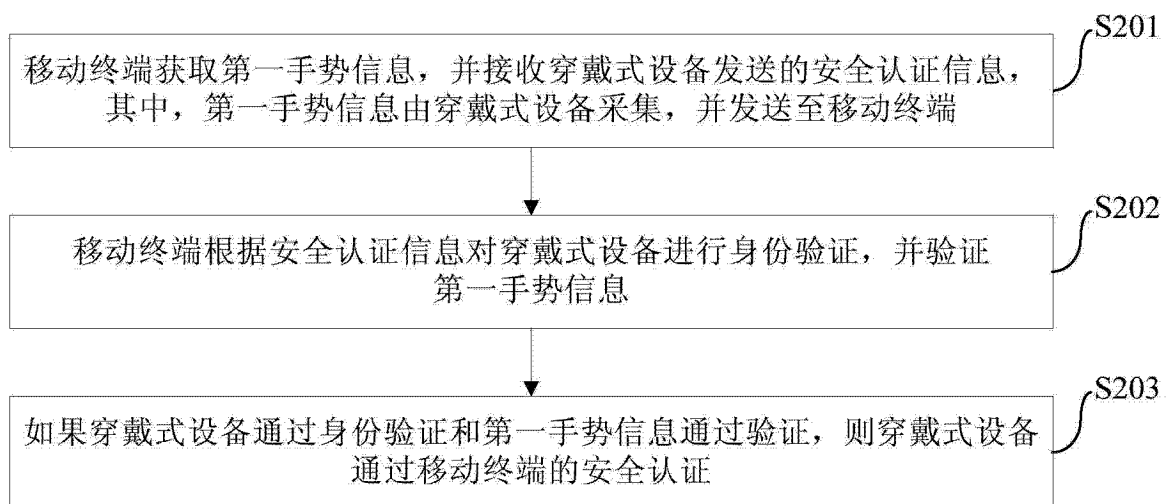 S201
移动终端获取第一手势信息，并接收穿戴式设备发送的安全认证信息，
其中，第一手势信息由穿戴式设备采集，并发送至移动终端
S202
移动终端根据安全认证信息对穿戴式设备进行身份验证，并验证
第一手势信息
S203
如果穿戴式设备通过身份验证和第一手势信息通过验证，则穿戴式设备
通过移动终端的安全认证